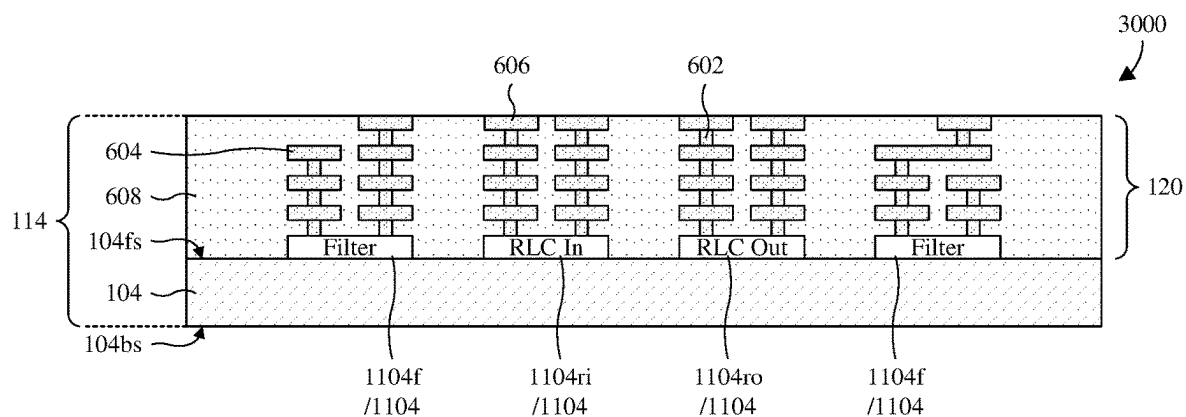 3000
606
602
604
608
114
120
104fs
Filter
RLC In
RLC Out
Filter
104
104bs
1104f
/1104
1104ri
/1104
1104ro
/1104
1104f
/1104